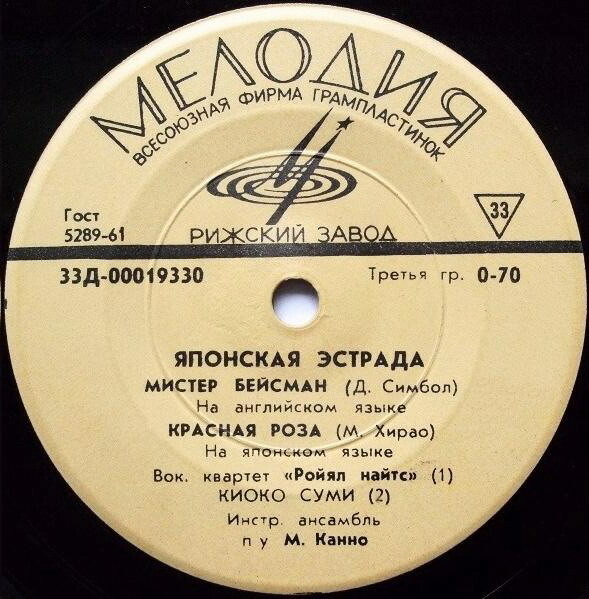 МЕЛОДИЯ
ВСЕСОЮЗНАЯ ФИРМА ГРАМПЛАСТИНОК
Гост
5289-61
33
РИЖСКИЙ ЗАВОД
33Д-00019330
Третья гр. 0-70
ЯПОНСКАЯ ЭСТРАДА
МИСТЕР БЕЙСМАН (Д. Симбол)
На английском языке
КРАСНАЯ РОЗА (М. Хирао)
На японском языке
Вок. квартет «Ройял найтс» (1)
КИОКО СУМИ (2)
Инстр. ансамбль
п у М. Канно